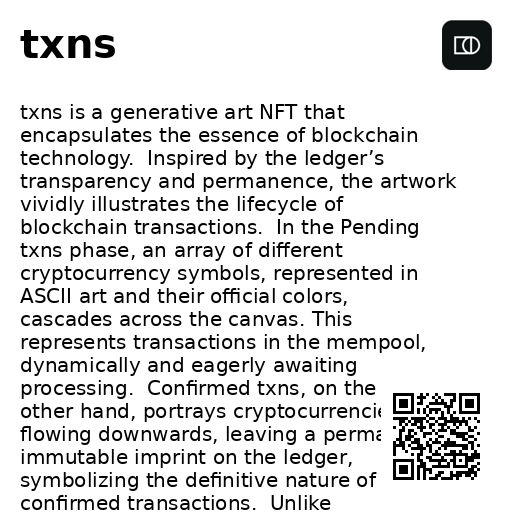 txns
txns is a generative art NFT that
encapsulates the essence of blockchain
technology.  Inspired by the ledger’s
transparency and permanence, the artwork
vividly illustrates the lifecycle of
blockchain transactions.  In the Pending
txns phase, an array of different
cryptocurrency symbols, represented in
ASCII art and their official colors,
cascades across the canvas. This
represents transactions in the mempool,
dynamically and eagerly awaiting
processing.  Confirmed txns, on the
other hand, portrays cryptocurrencie
flowing downwards, leaving a perma
immutable imprint on the ledger,
symbolizing the definitive nature of
confirmed transactions.  Unlike